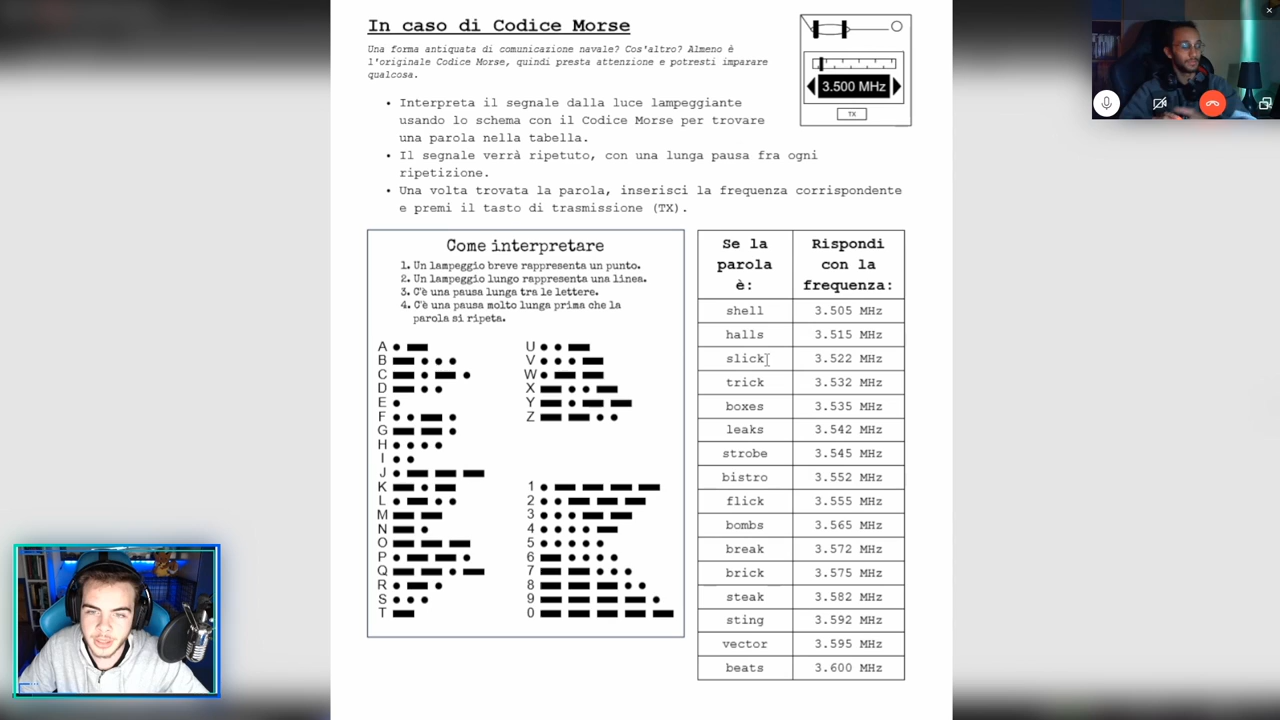 In caso di Codice Morse
Una forma antiquata di comunicazione navale? Cos'altro? Almeno è
l'originale Codice Morse, quindi presta attenzione e potresti imparare
qualcosa.
3.500 MHz
TX
• Interpreta il segnale dalla luce lampeggiante
usando lo schema con il Codice Morse per trovare
una parola nella tabella.
• Il segnale verrà ripetuto, con una lunga pausa fra ogni
ripetizione.
• Una volta trovata la parola, inserisci la frequenza corrispondente
e premi il tasto di trasmissione (TX).
Come interpretare
1. Un lampeggio breve rappresenta un punto.
2. Un lampeggio lungo rappresenta una linea.
3. C'è una pausa lunga tra le lettere.
4. C'è una pausa molto lunga prima che la
parola si ripeta.
A
B
C
D
E
F
G
H
I
J
K
L
M
N
O
P
Q
R
S
T
U
V
W
X
Y
Z
1
2
3
4
5
6
7
8
9
0
Se la parola è: Rispondi con la frequenza:
shell 3.505 MHz
halls 3.515 MHz
slick 3.522 MHz
trick 3.532 MHz
boxes 3.535 MHz
leaks 3.542 MHz
strobe 3.545 MHz
bistro 3.552 MHz
flick 3.555 MHz
bombs 3.565 MHz
break 3.572 MHz
brick 3.575 MHz
steak 3.582 MHz
sting 3.592 MHz
vector 3.595 MHz
beats 3.600 MHz